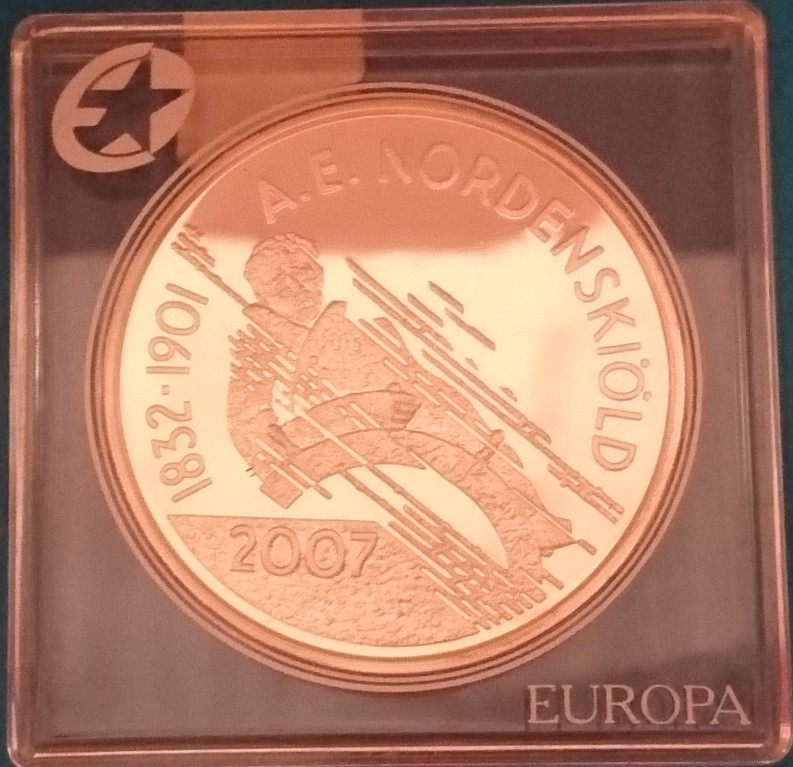 A.E. NORDENSKIÖLD
1832-1901
2007
EUROPA